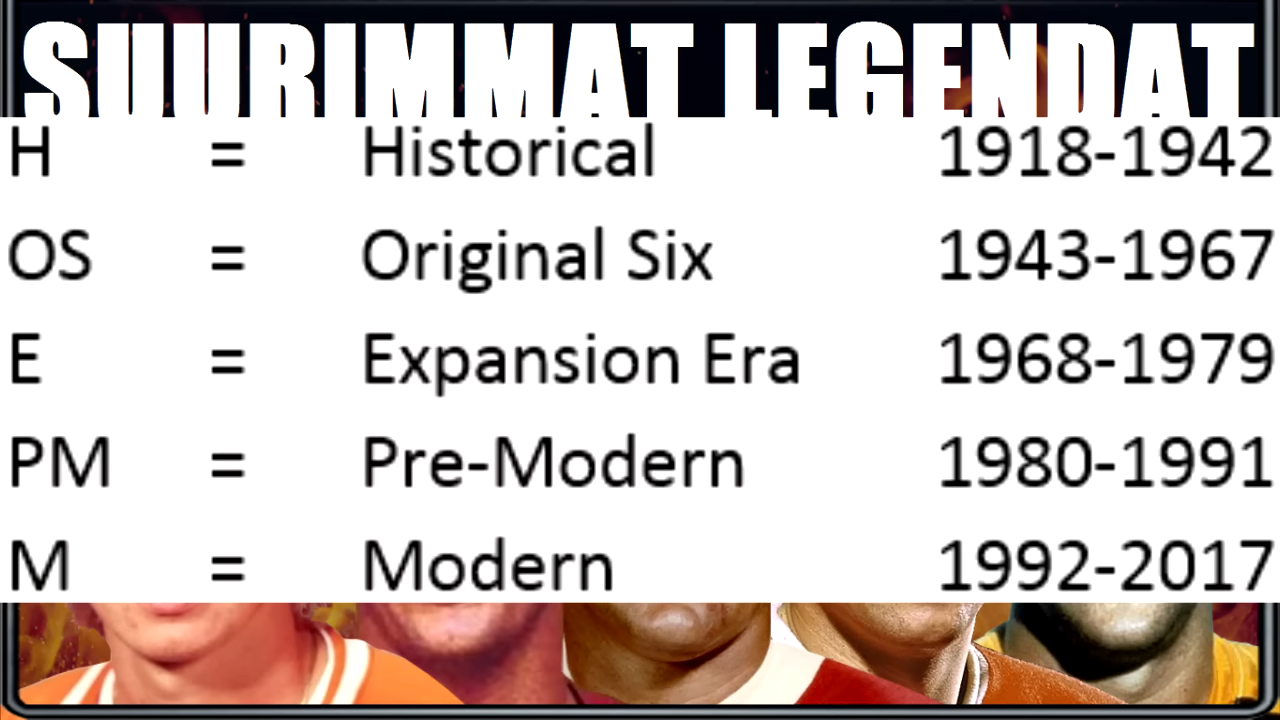 SUURIMMAT LEGENDAT
H = Historical 1918-1942
OS = Original Six 1943-1967
E = Expansion Era 1968-1979
PM = Pre-Modern 1980-1991
M = Modern 1992-2017